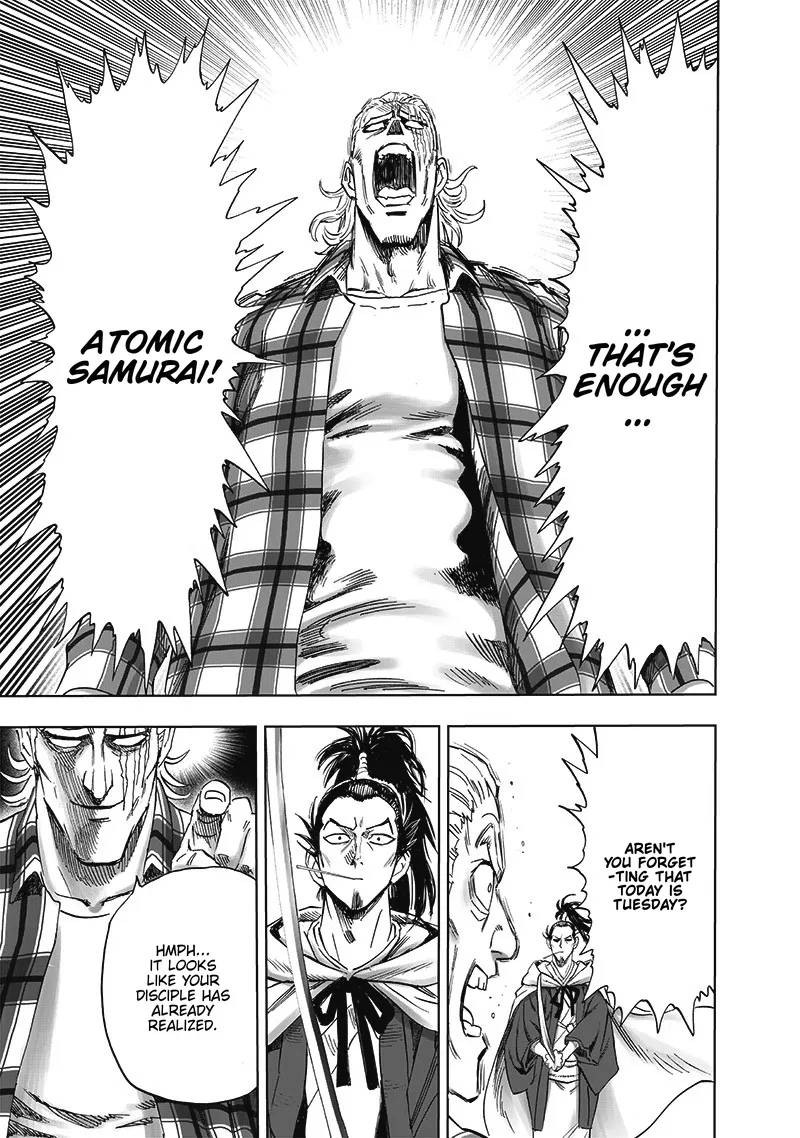 ...
THAT'S
ENOUGH
...
ATOMIC
SAMURAI!
AREN'T
YOU FORGET
-TING THAT
TODAY IS
TUESDAY?
HMPH...
IT LOOKS
LIKE YOUR
DISCIPLE HAS
ALREADY
REALIZED.